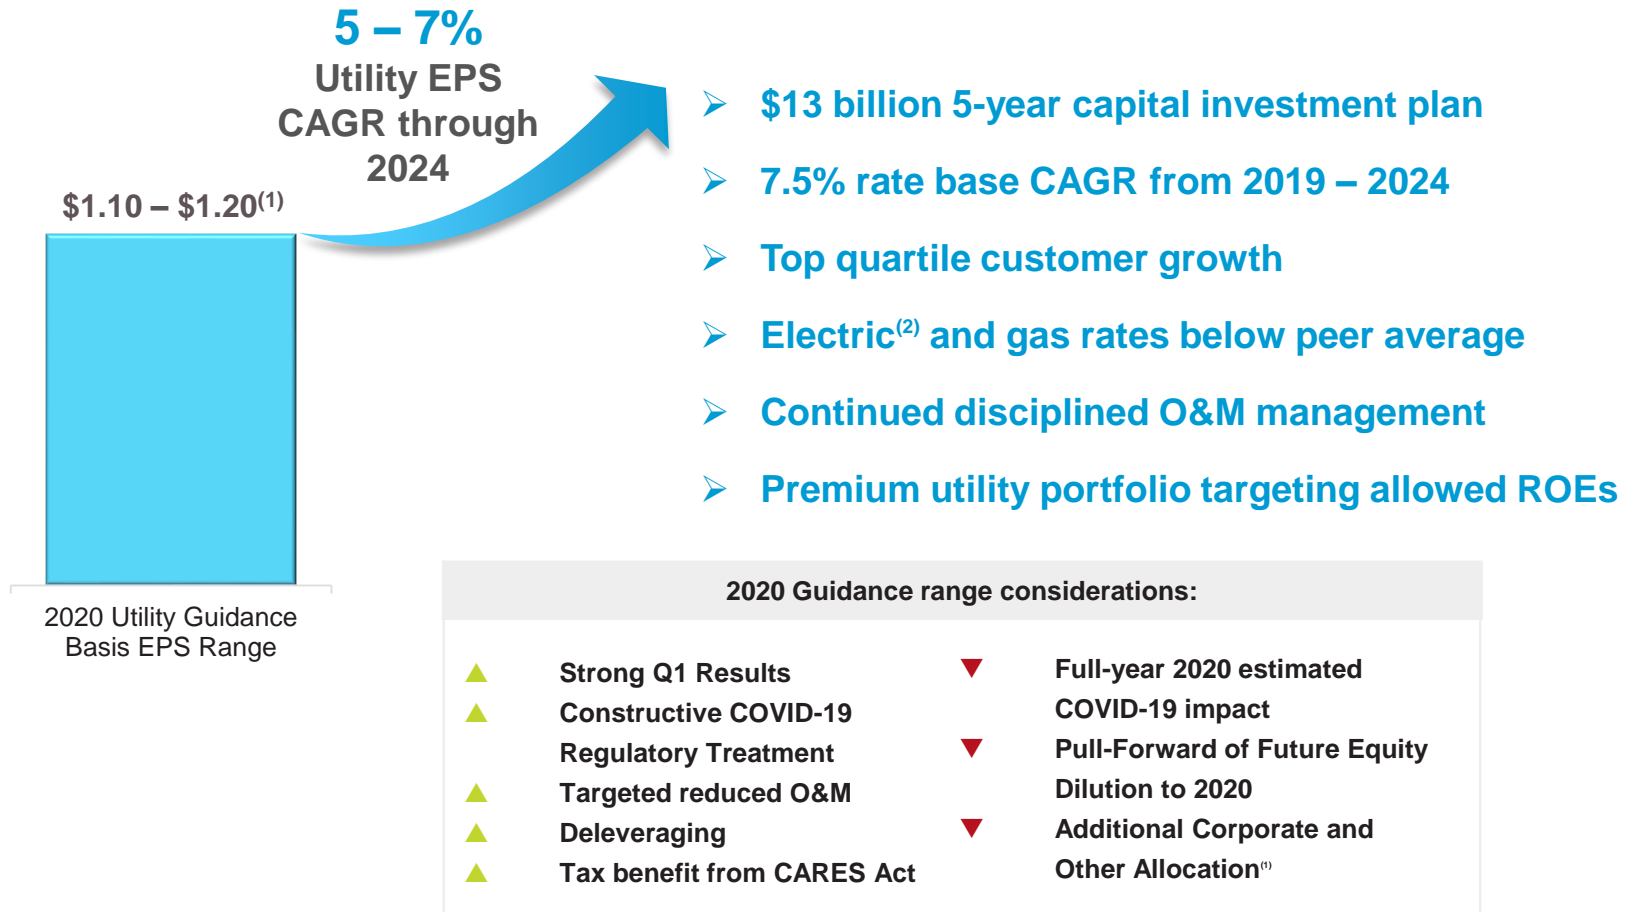 5 – 7%
Utility EPS
CAGR through
2024
$1.10 – $1.20(1)
2020 Utility Guidance
Basis EPS Range
➢ $13 billion 5-year capital investment plan
➢ 7.5% rate base CAGR from 2019 – 2024
➢ Top quartile customer growth
➢ Electric(2) and gas rates below peer average
➢ Continued disciplined O&M management
➢ Premium utility portfolio targeting allowed ROEs
2020 Guidance range considerations:
▲ Strong Q1 Results
▲ Constructive COVID-19
Regulatory Treatment
▲ Targeted reduced O&M
▲ Deleveraging
▲ Tax benefit from CARES Act
▼ Full-year 2020 estimated
COVID-19 impact
▼ Pull-Forward of Future Equity
Dilution to 2020
▼ Additional Corporate and
Other Allocation(1)